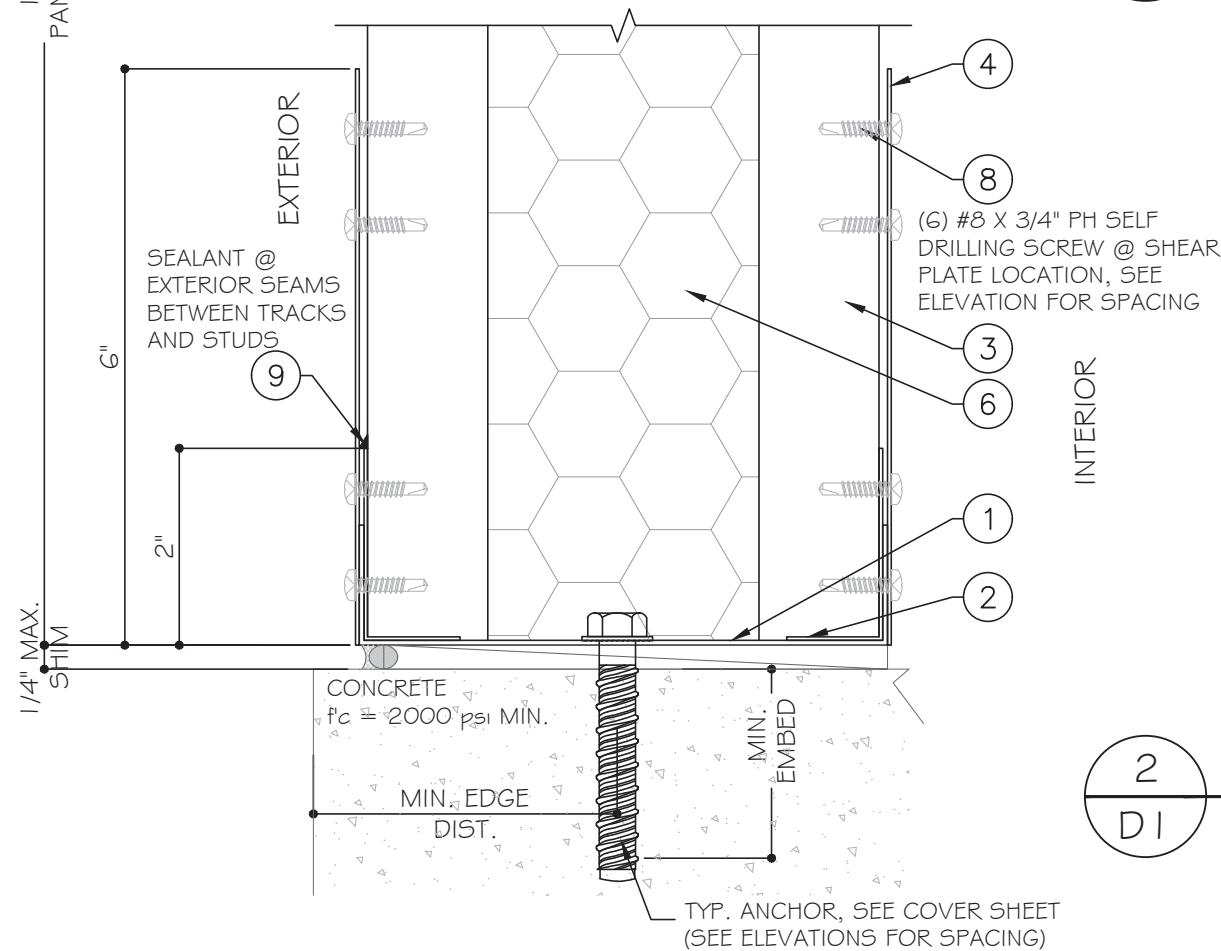 PAN
EXTERIOR
4
8
(6) #8 X 3/4" PH SELF
DRILLING SCREW @ SHEAR
PLATE LOCATION, SEE
ELEVATION FOR SPACING
SEALANT @
EXTERIOR SEAMS
BETWEEN TRACKS
AND STUDS
9
6"
2"
3
6
INTERIOR
1
2
1/4" MAX.
SHIM
CONCRETE
f'c = 2000 psi MIN.
MIN.
EMBED
MIN. EDGE
DIST.
2
D1
TYP. ANCHOR, SEE COVER SHEET
(SEE ELEVATIONS FOR SPACING)